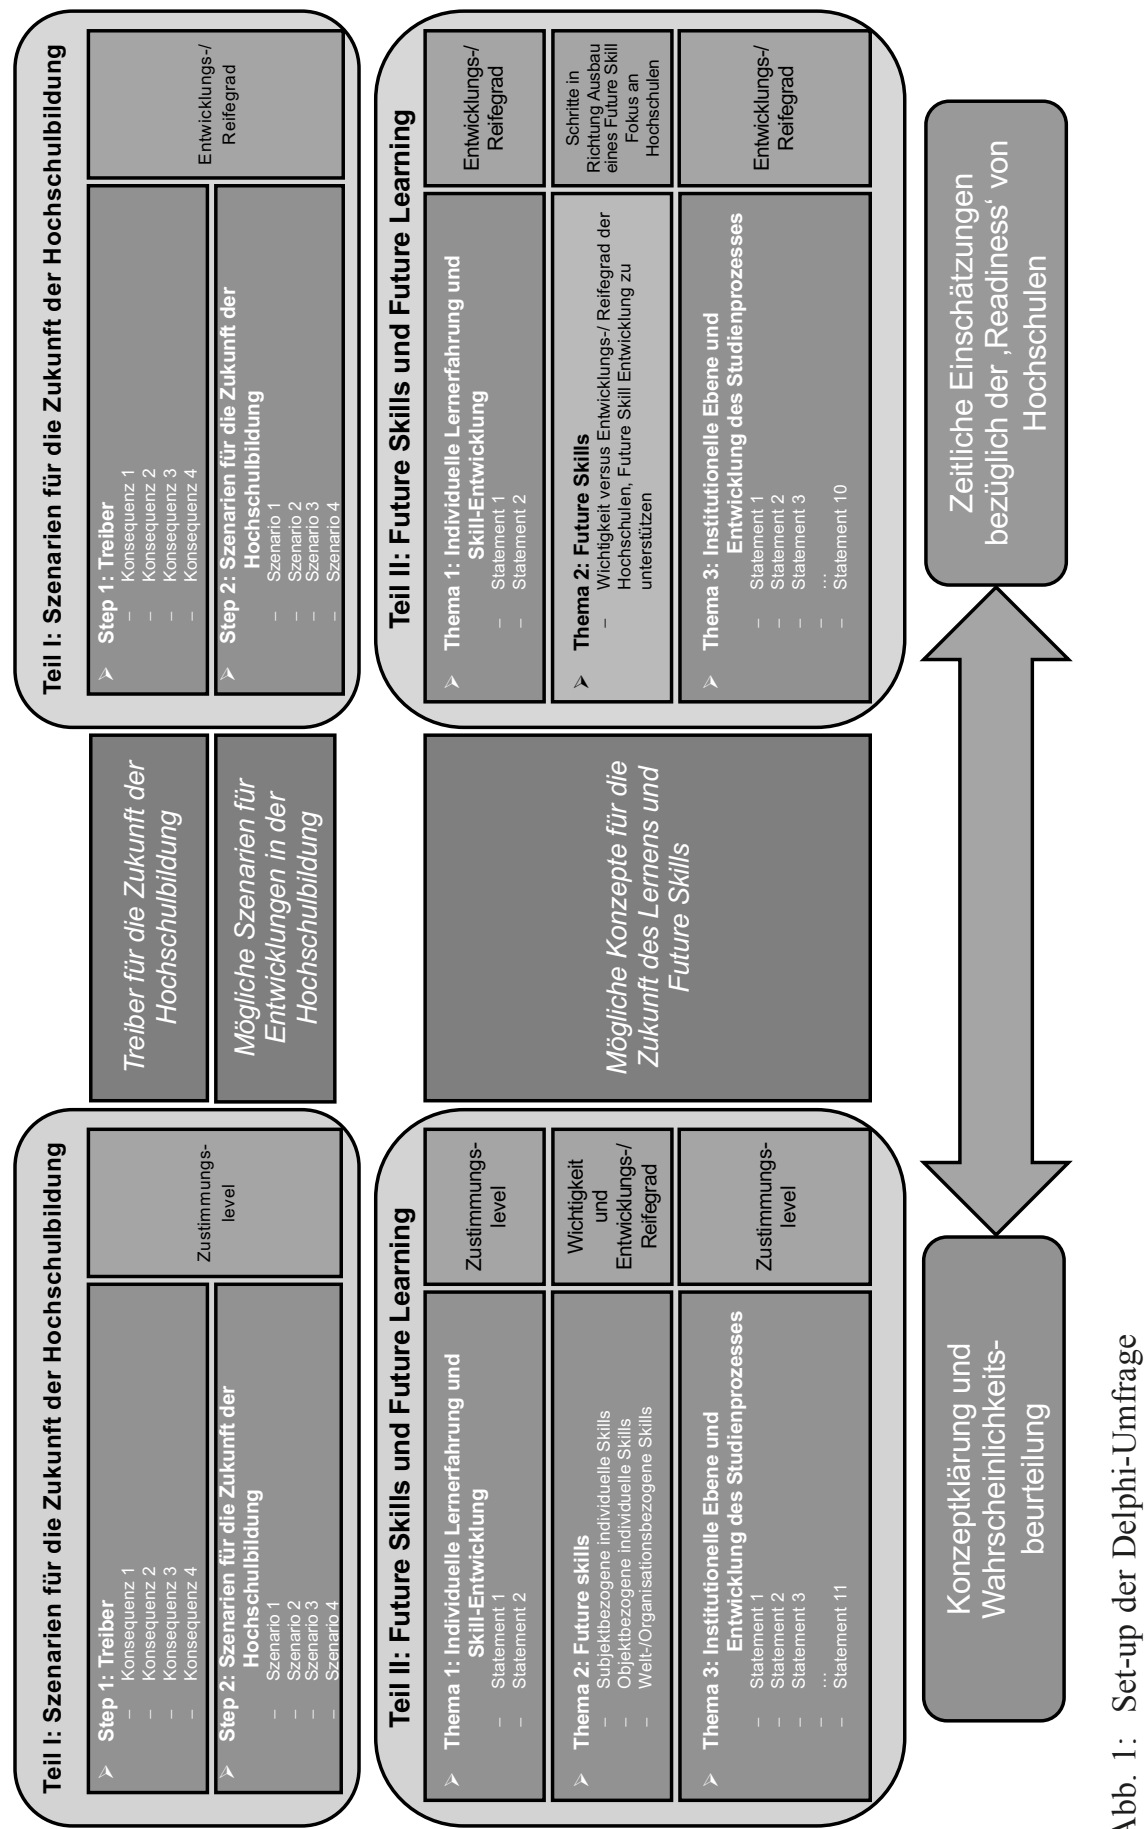 Teil I: Szenarien für die Zukunft der Hochschulbildung
➢ Step 1: Treiber
– Konsequenz 1
– Konsequenz 2
– Konsequenz 3
– Konsequenz 4
➢ Step 2: Szenarien für die Zukunft der
Hochschulbildung
– Szenario 1
– Szenario 2
– Szenario 3
– Szenario 4
Zustimmungs-
level
Treiber für die Zukunft der
Hochschulbildung
Mögliche Szenarien für
Entwicklungen in der
Hochschulbildung
Teil I: Szenarien für die Zukunft der Hochschulbildung
➢ Step 1: Treiber
– Konsequenz 1
– Konsequenz 2
– Konsequenz 3
– Konsequenz 4
➢ Step 2: Szenarien für die Zukunft der
Hochschulbildung
– Szenario 1
– Szenario 2
– Szenario 3
– Szenario 4
Entwicklungs-/
Reifegrad
Teil II: Future Skills und Future Learning
➢ Thema 1: Individuelle Lernerfahrung und
Skill-Entwicklung
– Statement 1
– Statement 2
Zustimmungs-
level
➢ Thema 2: Future skills
– Subjektbezogene individuelle Skills
– Objektbezogene individuelle Skills
– Welt-/Organisationsbezogene Skills
Wichtigkeit
und
Entwicklungs-/
Reifegrad
➢ Thema 3: Institutionelle Ebene und
Entwicklung des Studienprozesses
– Statement 1
– Statement 2
– Statement 3
– …
– Statement 11
Zustimmungs-
level
Mögliche Konzepte für die
Zukunft des Lernens und
Future Skills
Teil II: Future Skills und Future Learning
➢ Thema 1: Individuelle Lernerfahrung und
Skill-Entwicklung
– Statement 1
– Statement 2
Entwicklungs-/
Reifegrad
➢ Thema 2: Future Skills
– Wichtigkeit versus Entwicklungs-/ Reifegrad der
Hochschulen, Future Skill Entwicklung zu
unterstützen
Schritte in
Richtung Ausbau
eines Future Skill
Fokus an
Hochschulen
➢ Thema 3: Institutionelle Ebene und
Entwicklung des Studienprozesses
– Statement 1
– Statement 2
– Statement 3
– …
– Statement 10
Entwicklungs-/
Reifegrad
Konzeptklärung und
Wahrscheinlichkeits-
beurteilung
Zeitliche Einschätzungen
bezüglich der ‚Readiness‘ von
Hochschulen
Abb. 1: Set-up der Delphi-Umfrage